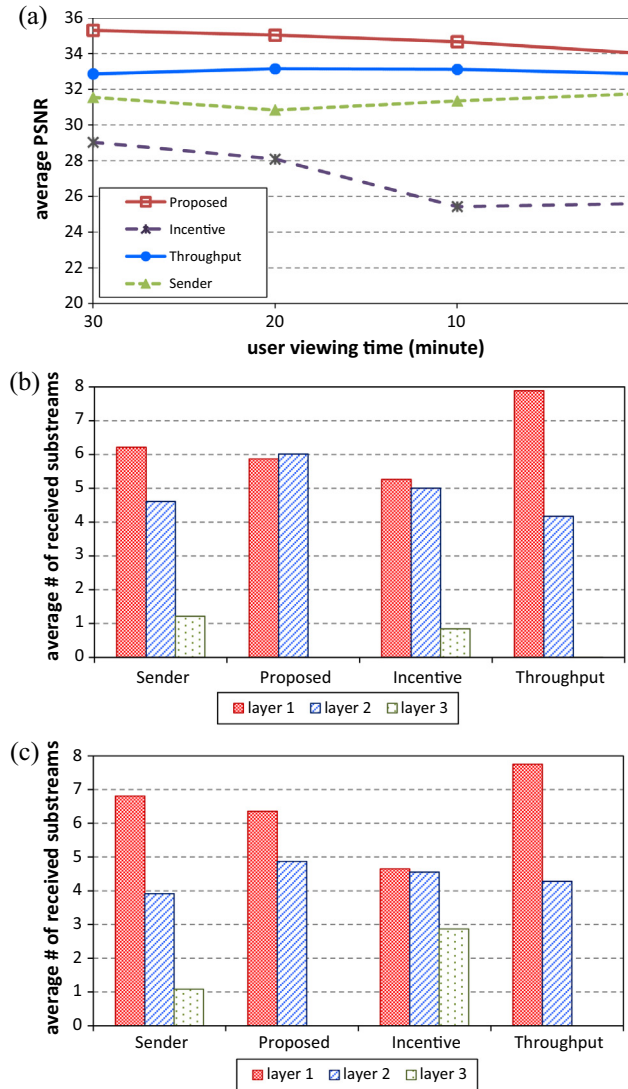 (a)
36
34
32
30
28
26
24
22
20
average PSNR
Proposed
Incentive
Throughput
Sender
30
20
10
user viewing time (minute)
(b)
8
7
6
5
4
3
2
1
0
average # of received substreams
Sender
Proposed
Incentive
Throughput
layer 1
layer 2
layer 3
(c)
8
7
6
5
4
3
2
1
0
average # of received substreams
Sender
Proposed
Incentive
Throughput
layer 1
layer 2
layer 3